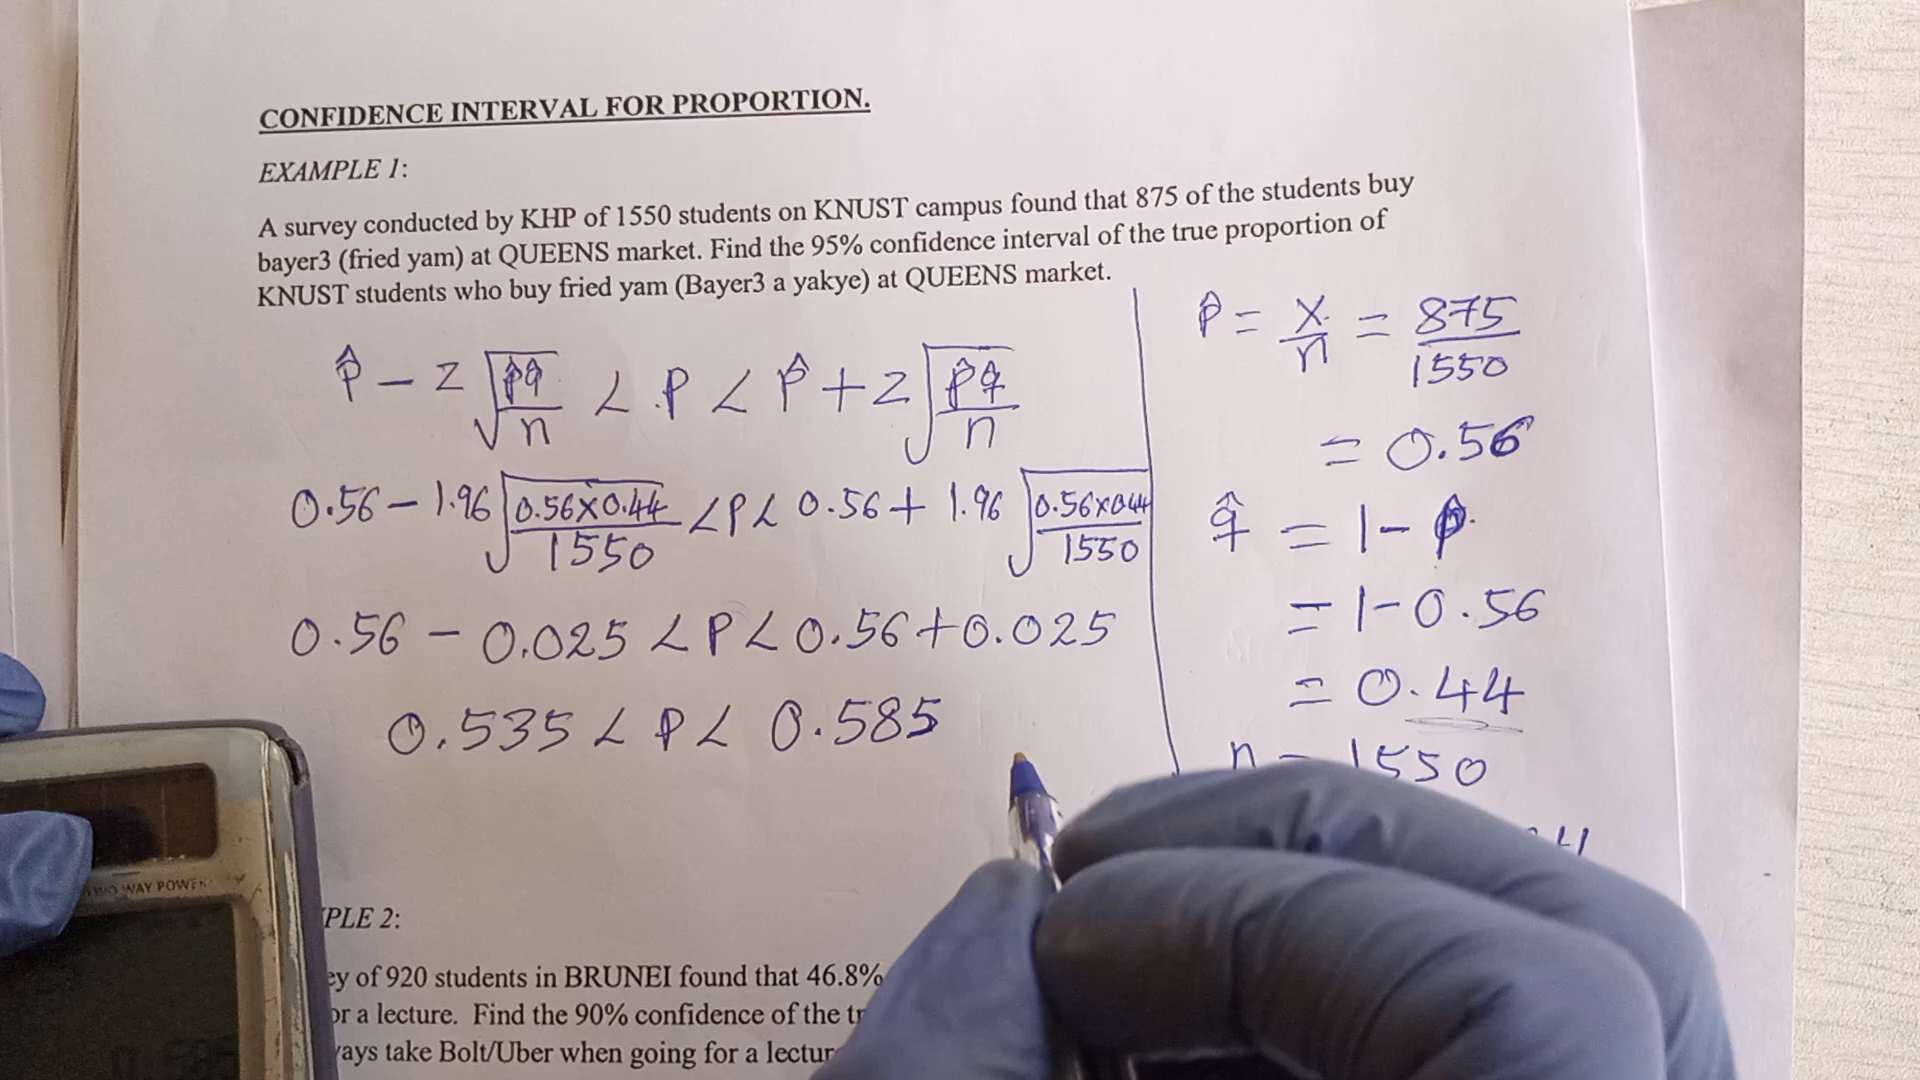 CONFIDENCE INTERVAL FOR PROPORTION.
EXAMPLE 1:
A survey conducted by KHP of 1550 students on KNUST campus found that 875 of the students buy
bayer3 (fried yam) at QUEENS market. Find the 95% confidence interval of the true proportion of
KNUST students who buy fried yam (Bayer3 a yakye) at QUEENS market.
p̂ − z √(p̂q̂/n) < p < p̂ + z √(p̂q̂/n)
0.56 − 1.96 √(0.56×0.44/1550) < p < 0.56 + 1.96 √(0.56×0.44/1550)
0.56 − 0.025 < p < 0.56 + 0.025
0.535 < p < 0.585
p̂ = x/n = 875/1550
= 0.56
q̂ = 1 − p̂
= 1 − 0.56
= 0.44
n = 1550
TWO WAY POWER
PLE 2:
ey of 920 students in BRUNEI found that 46.8%
or a lecture. Find the 90% confidence of the tr
ways take Bolt/Uber when going for a lectur